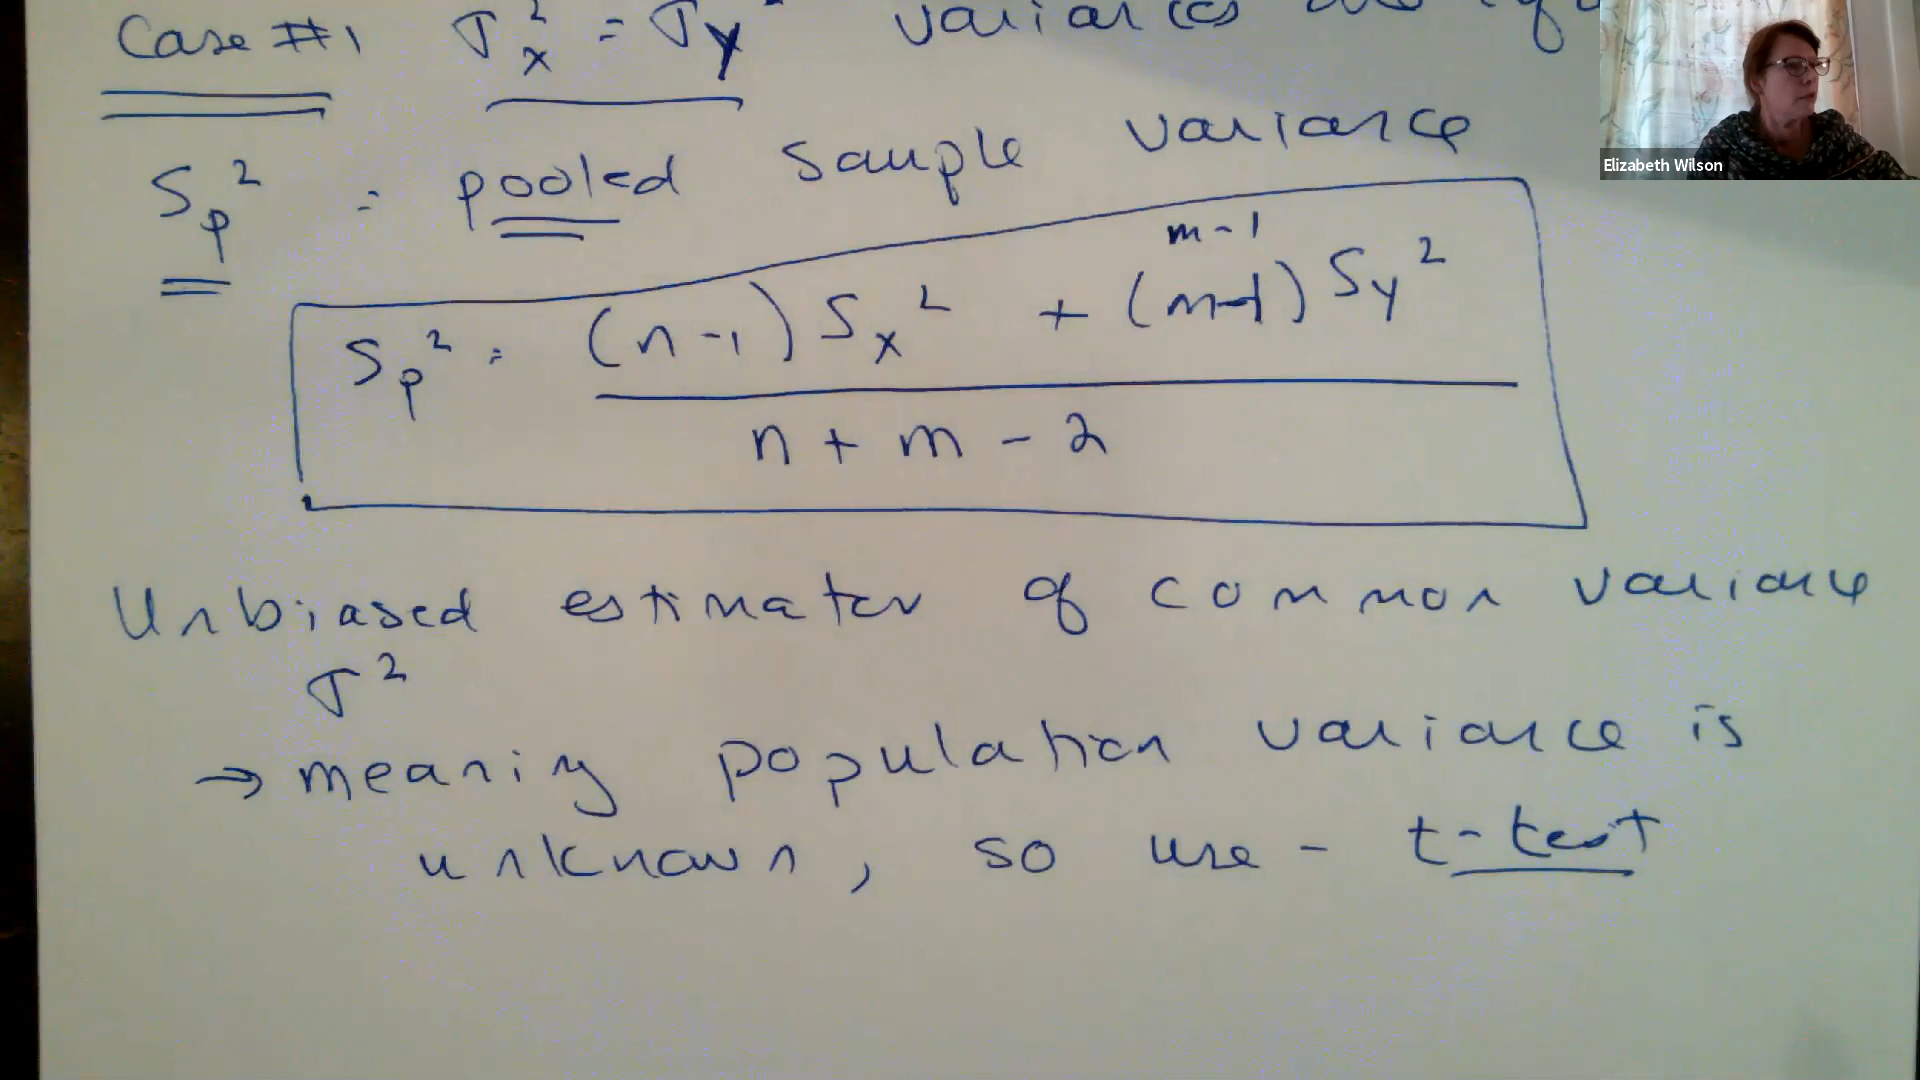 Case #1 σx² = σy² variances are equ
Elizabeth Wilson
Sp² = pooled sample variance
m-1
Sp² = (n-1) Sx² + (m-1) Sy²
n + m - 2
Unbiased estimator of common variance
σ²
→ meaning population variance is
unknown, so use - t-test